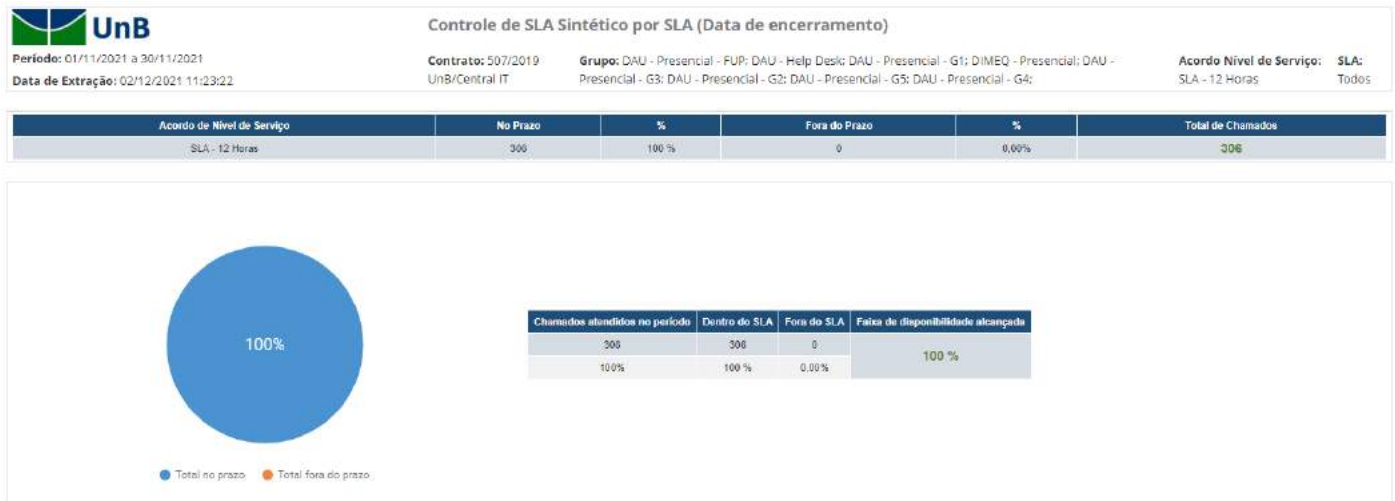 UnB
Controle de SLA Sintético por SLA (Data de encerramento)
Período: 01/11/2021 a 30/11/2021
Data de Extração: 02/12/2021 11:23:22
Contrato: 507/2019
UnB/Central IT
Grupo: DAU - Presencial - FUP; DAU - Help Desk; DAU - Presencial - G1; DIMEQ - Presencial; DAU -
Presencial - G3; DAU - Presencial - G2; DAU - Presencial - G5; DAU - Presencial - G4;
Acordo Nível de Serviço:
SLA - 12 Horas
SLA:
Todos
Acordo de Nível de Serviço No Prazo % Fora do Prazo % Total de Chamados
SLA - 12 Horas 306 100 % 0 0,00% 306
100%
Total no prazo Total fora do prazo
Chamados atendidos no período Dentro do SLA Fora do SLA Faixa de disponibilidade alcançada
306 306 0 100 %
100% 100 % 0,00%